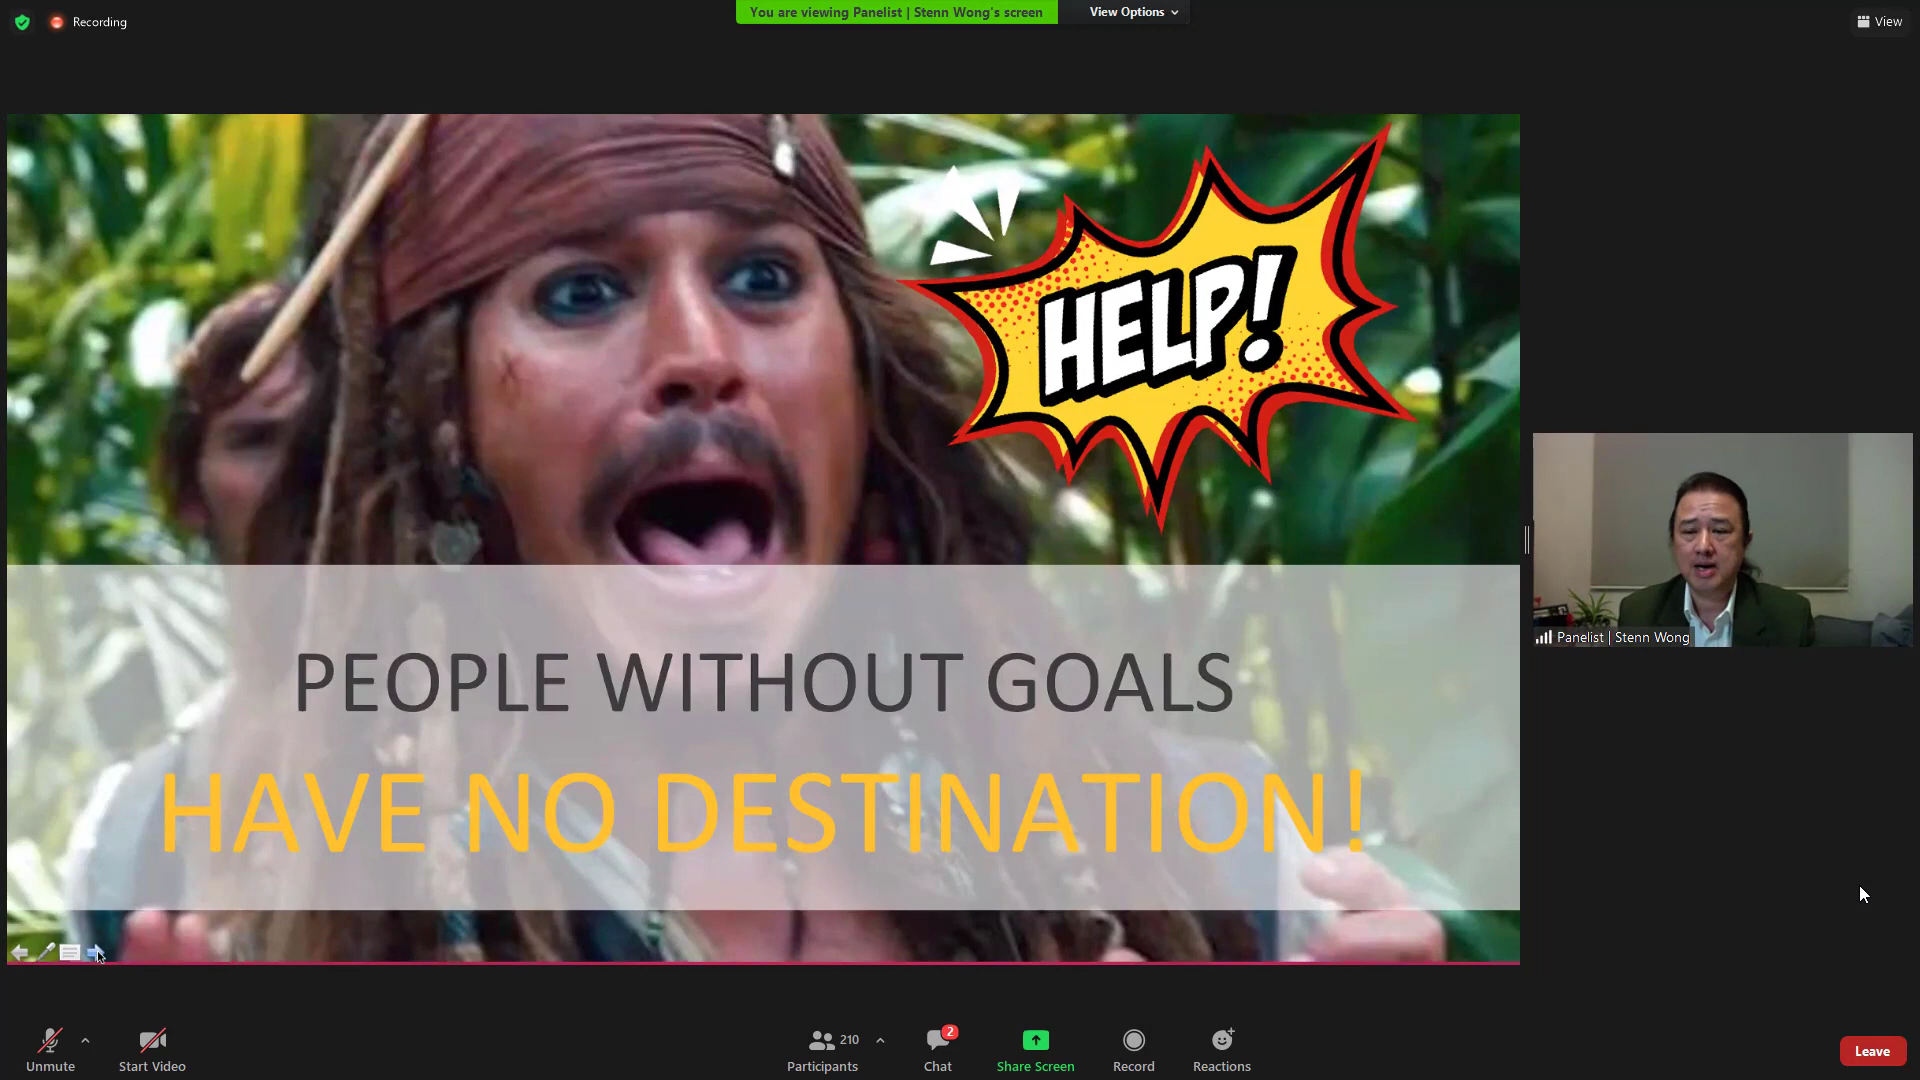 Recording
You are viewing Panelist | Stenn Wong's screen
View Options
View
HELP!
PEOPLE WITHOUT GOALS
HAVE NO DESTINATION!
Panelist | Stenn Wong
Unmute
Start Video
210
Participants
2
Chat
Share Screen
Record
Reactions
Leave